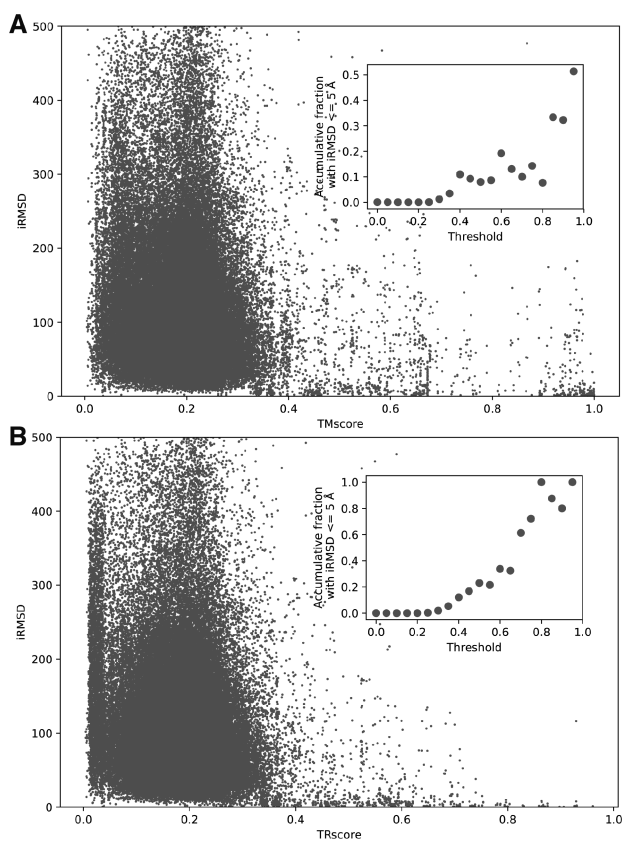 A
500
400
300
200
100
0
iRMSD
0.0 0.2 0.4 0.6 0.8 1.0
TMscore
Accumulative fraction
with iRMSD <= 5 Å
0.5
0.4
0.3
0.2
0.1
0.0
0.0 0.2 0.4 0.6 0.8 1.0
Threshold
B
500
400
300
200
100
0
iRMSD
0.0 0.2 0.4 0.6 0.8 1.0
TRscore
Accumulative fraction
with iRMSD <= 5 Å
1.0
0.8
0.6
0.4
0.2
0.0
0.0 0.2 0.4 0.6 0.8 1.0
Threshold